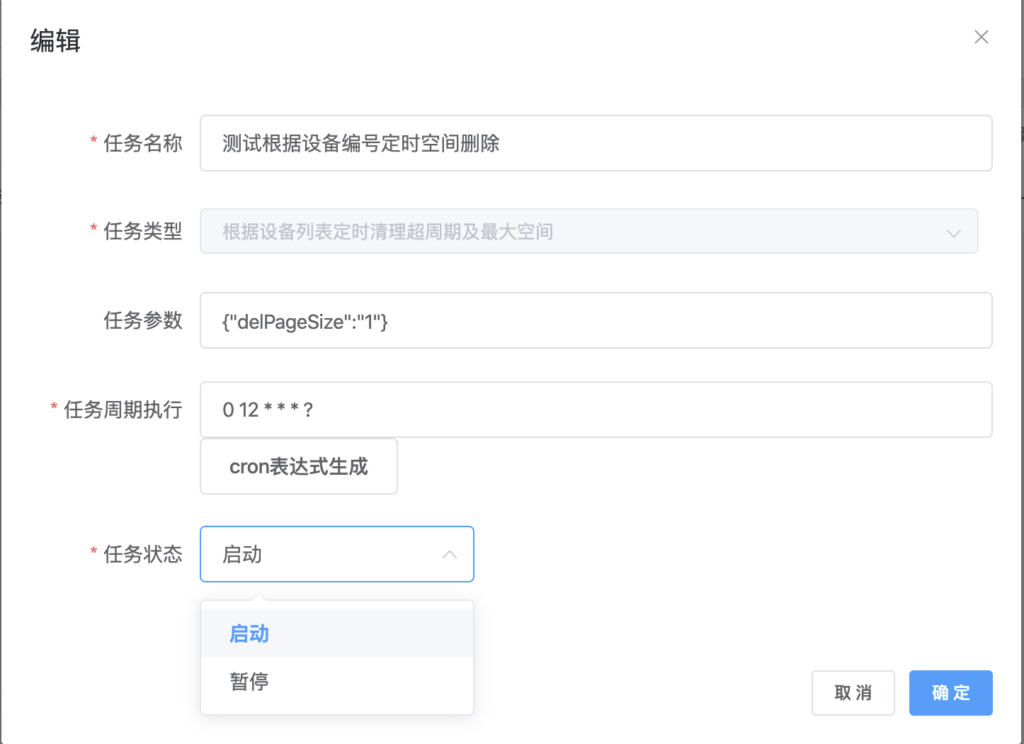 编辑
* 任务名称
测试根据设备编号定时空间删除
* 任务类型
根据设备列表定时清理超周期及最大空间
任务参数
{"delPageSize":"1"}
* 任务周期执行
0 12 * * * ?
cron表达式生成
* 任务状态
启动
启动
暂停
取 消
确 定